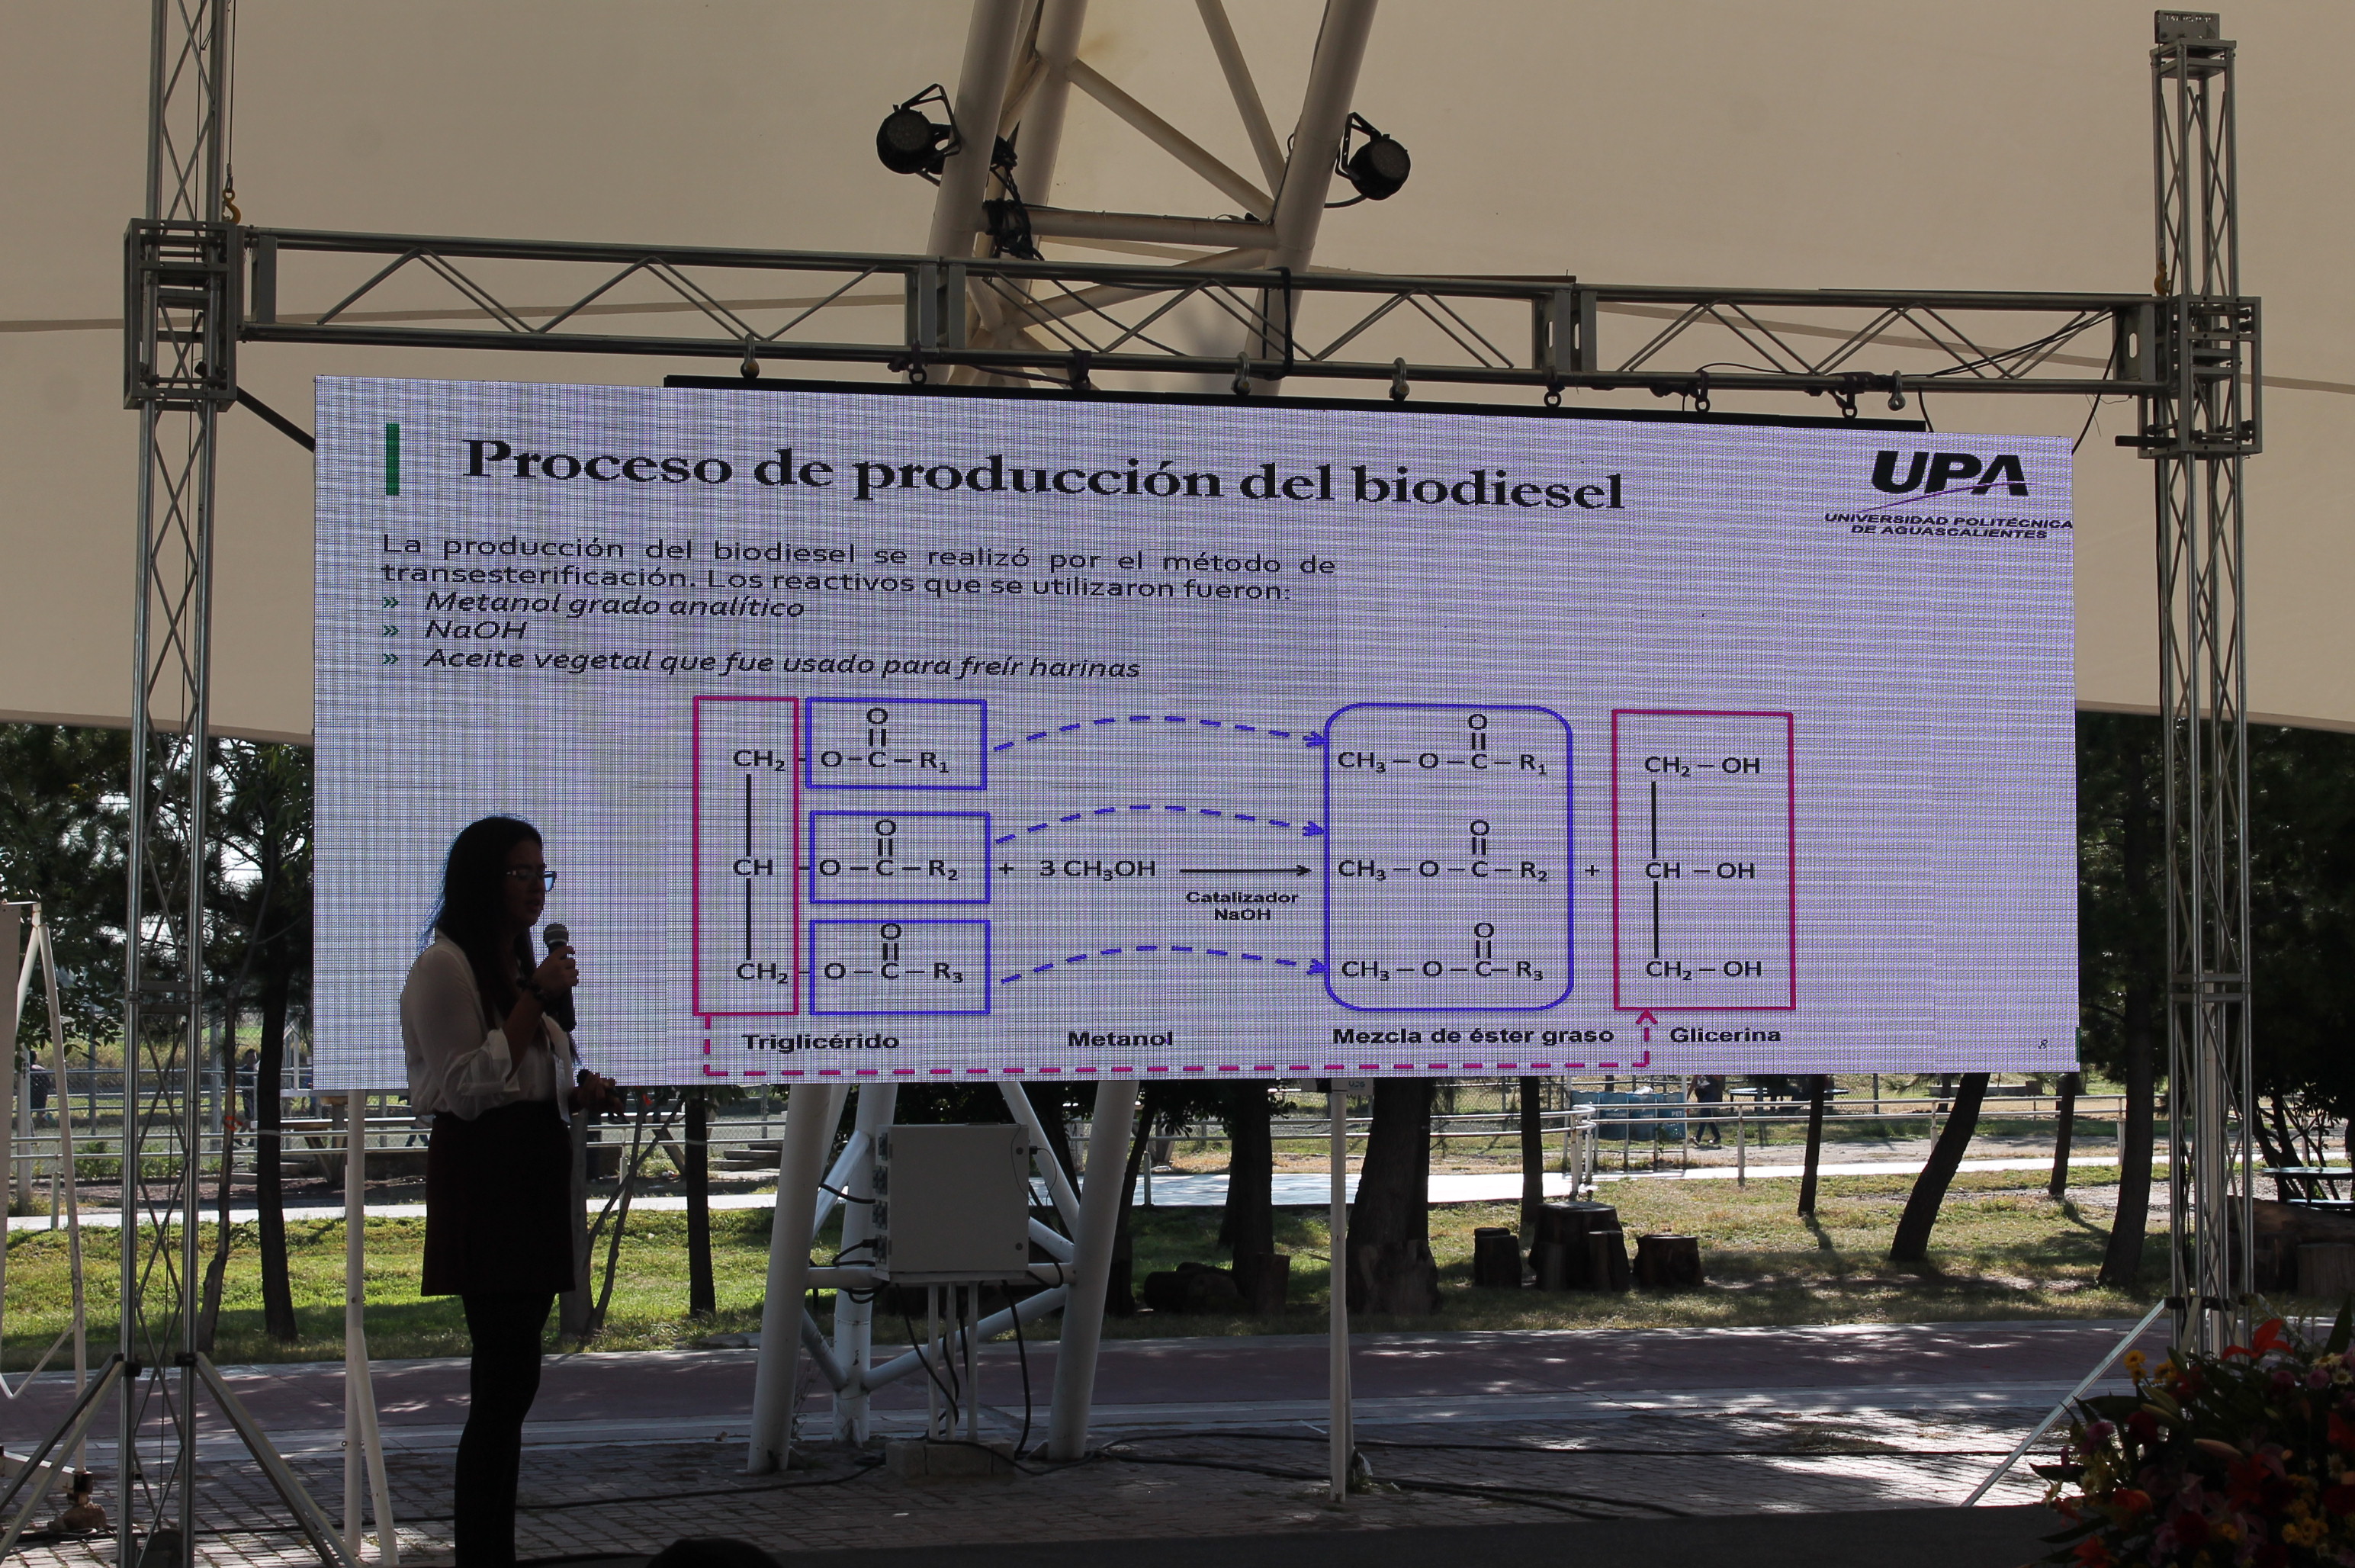 Proceso de producción del biodiesel
UPA
UNIVERSIDAD POLITÉCNICA
DE AGUASCALIENTES
La producción del biodiesel se realizó por el método de
transesterificación. Los reactivos que se utilizaron fueron:
» Metanol grado analítico
» NaOH
» Aceite vegetal que fue usado para freír harinas
O O
CH₂ – O – C – R₁ CH₃ – O – C – R₁ CH₂ – OH
O O
CH – O – C – R₂ + 3 CH₃OH CH₃ – O – C – R₂ + CH – OH
Catalizador
NaOH
O O
CH₂ – O – C – R₃ CH₃ – O – C – R₃ CH₂ – OH
Triglicérido Metanol Mezcla de éster graso Glicerina
8